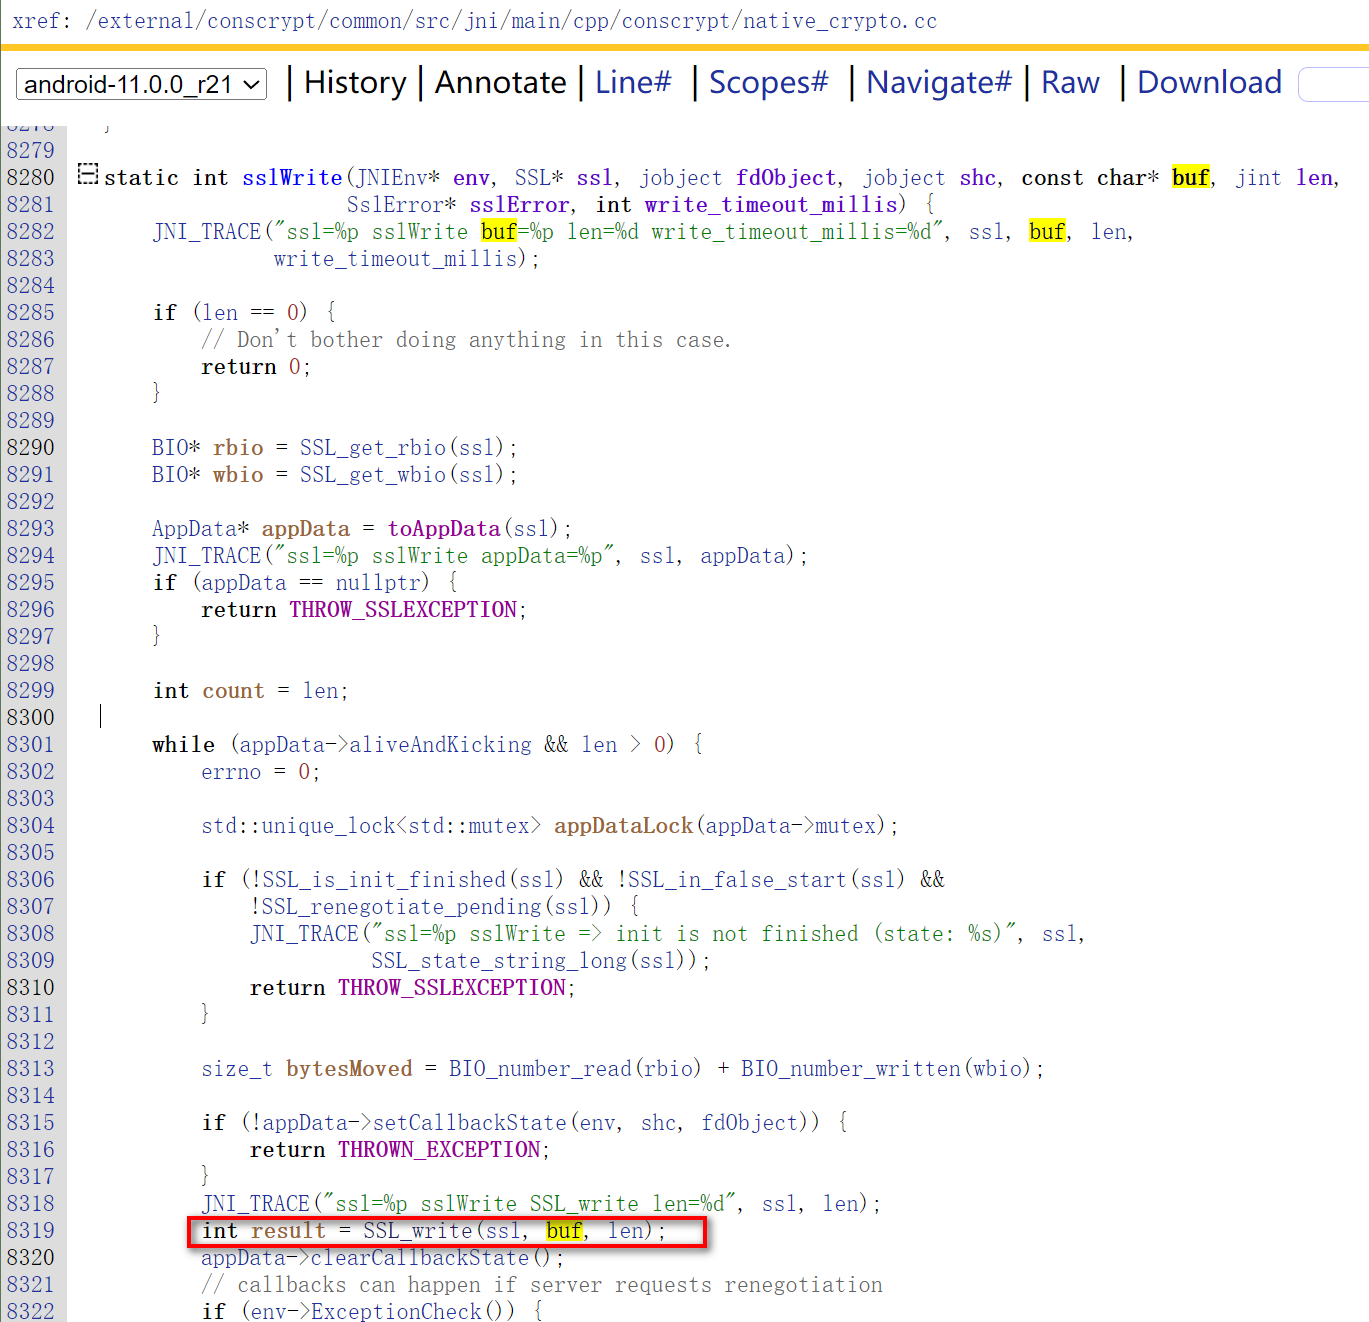 xref: /external/conscrypt/common/src/jni/main/cpp/conscrypt/native_crypto.cc
android-11.0.0_r21 | History | Annotate | Line# | Scopes# | Navigate# | Raw | Download
8278 }
8279
8280 static int sslWrite(JNIEnv* env, SSL* ssl, jobject fdObject, jobject shc, const char* buf, jint len,
8281 SslError* sslError, int write_timeout_millis) {
8282 JNI_TRACE("ssl=%p sslWrite buf=%p len=%d write_timeout_millis=%d", ssl, buf, len,
8283 write_timeout_millis);
8284
8285 if (len == 0) {
8286 // Don't bother doing anything in this case.
8287 return 0;
8288 }
8289
8290 BIO* rbio = SSL_get_rbio(ssl);
8291 BIO* wbio = SSL_get_wbio(ssl);
8292
8293 AppData* appData = toAppData(ssl);
8294 JNI_TRACE("ssl=%p sslWrite appData=%p", ssl, appData);
8295 if (appData == nullptr) {
8296 return THROW_SSLEXCEPTION;
8297 }
8298
8299 int count = len;
8300
8301 while (appData->aliveAndKicking && len > 0) {
8302 errno = 0;
8303
8304 std::unique_lock<std::mutex> appDataLock(appData->mutex);
8305
8306 if (!SSL_is_init_finished(ssl) && !SSL_in_false_start(ssl) &&
8307 !SSL_renegotiate_pending(ssl)) {
8308 JNI_TRACE("ssl=%p sslWrite => init is not finished (state: %s)", ssl,
8309 SSL_state_string_long(ssl));
8310 return THROW_SSLEXCEPTION;
8311 }
8312
8313 size_t bytesMoved = BIO_number_read(rbio) + BIO_number_written(wbio);
8314
8315 if (!appData->setCallbackState(env, shc, fdObject)) {
8316 return THROWN_EXCEPTION;
8317 }
8318 JNI_TRACE("ssl=%p sslWrite SSL_write len=%d", ssl, len);
8319 int result = SSL_write(ssl, buf, len);
8320 appData->clearCallbackState();
8321 // callbacks can happen if server requests renegotiation
8322 if (env->ExceptionCheck()) {